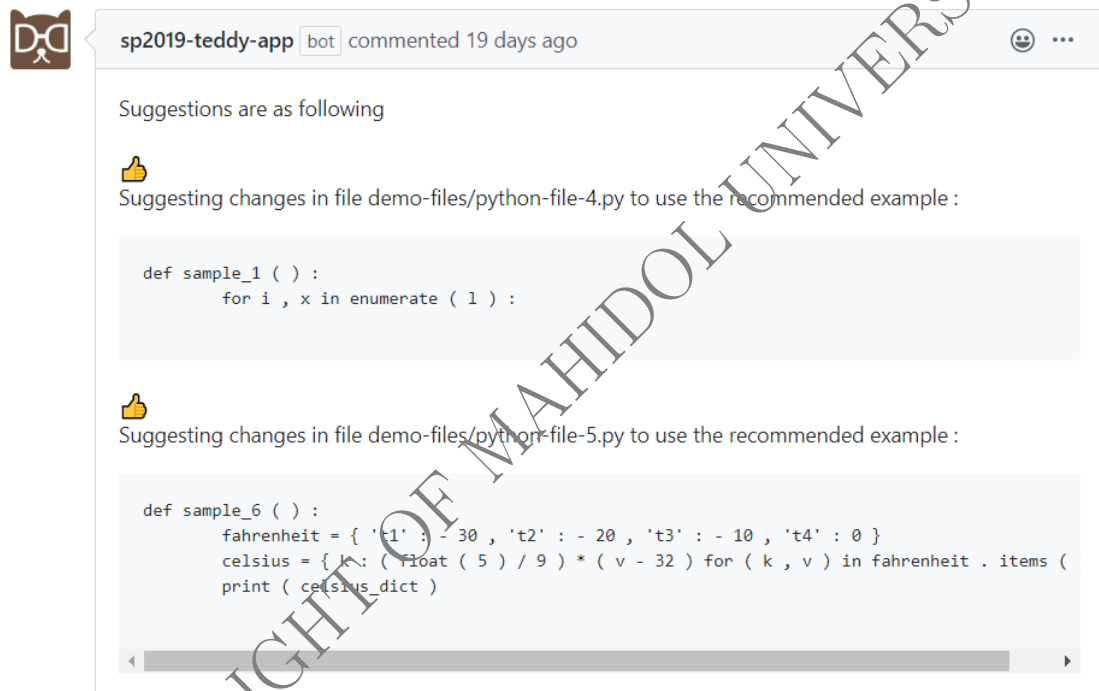 sp2019-teddy-app bot commented 19 days ago
Suggestions are as following
Suggesting changes in file demo-files/python-file-4.py to use the recommended example :
def sample_1 ( ) :
for i , x in enumerate ( l ) :
Suggesting changes in file demo-files/python-file-5.py to use the recommended example :
def sample_6 ( ) :
fahrenheit = { 't1' : - 30 , 't2' : - 20 , 't3' : - 10 , 't4' : 0 }
celsius = { k : ( float ( 5 ) / 9 ) * ( v - 32 ) for ( k , v ) in fahrenheit . items (
print ( celsius_dict )
OF MAHIDOL